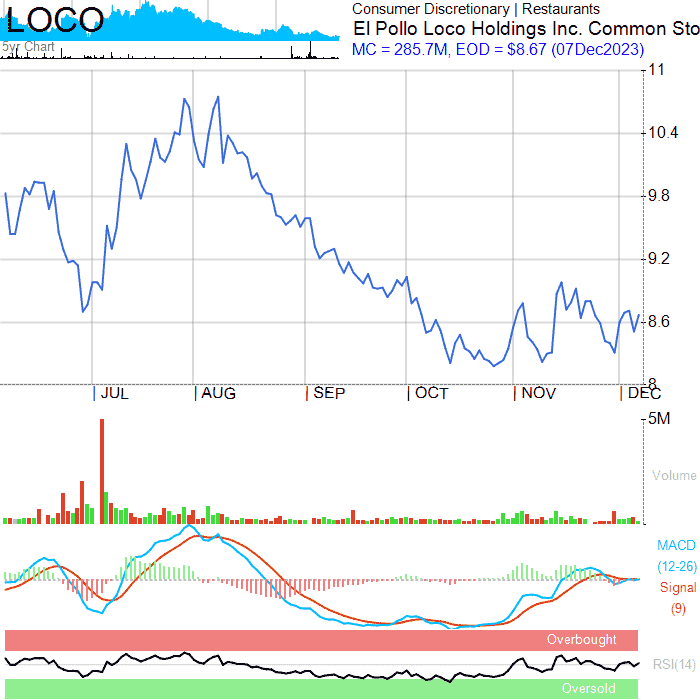 LOCO
5yr Chart
Consumer Discretionary | Restaurants
El Pollo Loco Holdings Inc. Common Sto
MC = 285.7M, EOD = $8.67 (07Dec2023)
11
10.4
9.8
9.2
8.6
8
JUL AUG SEP OCT NOV DEC
5M
Volume
MACD
(12-26)
Signal
(9)
Overbought
RSI(14)
Oversold